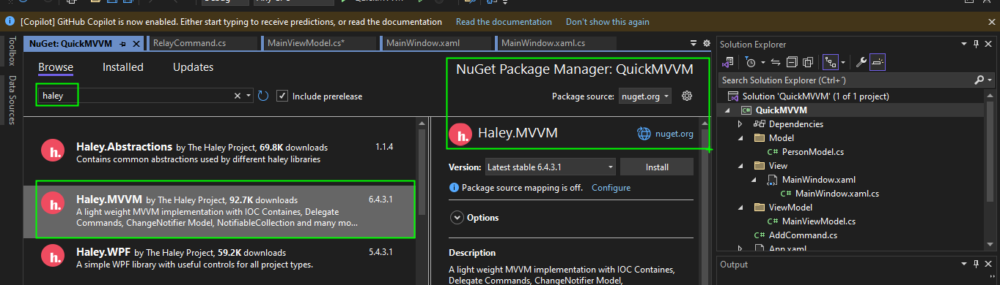 [Copilot] GitHub Copilot is now enabled. Either start typing to receive predictions, or read the documentation Read the documentation Don't show this again
Toolbox
Data Sources
NuGet: QuickMVVM RelayCommand.cs MainViewModel.cs* MainWindow.xaml MainWindow.xaml.cs
Browse Installed Updates
haley
Include prerelease
NuGet Package Manager: QuickMVVM
Package source: nuget.org
Haley.Abstractions by The Haley Project, 69.8K downloads 1.1.4
Contains common abstractions used by different haley libraries
Haley.MVVM by The Haley Project, 92.7K downloads 6.4.3.1
A light weight MVVM implementation with IOC Containes, Delegate
Commands, ChangeNotifier Model, NotifiableCollection and many mo...
Haley.WPF by The Haley Project, 59.2K downloads 5.4.3.1
A simple WPF library with useful controls for all project types.
h.
h.
h.
h. Haley.MVVM nuget.org
Version: Latest stable 6.4.3.1 Install
Package source mapping is off. Configure
Options
Description
A light weight MVVM implementation with IOC Containes,
Delegate Commands, ChangeNotifier Model,
Solution Explorer
Search Solution Explorer (Ctrl+´)
Solution 'QuickMVVM' (1 of 1 project)
C# QuickMVVM
Dependencies
Model
C# PersonModel.cs
View
MainWindow.xaml
C# MainWindow.xaml.cs
ViewModel
C# MainViewModel.cs
C# AddCommand.cs
Output